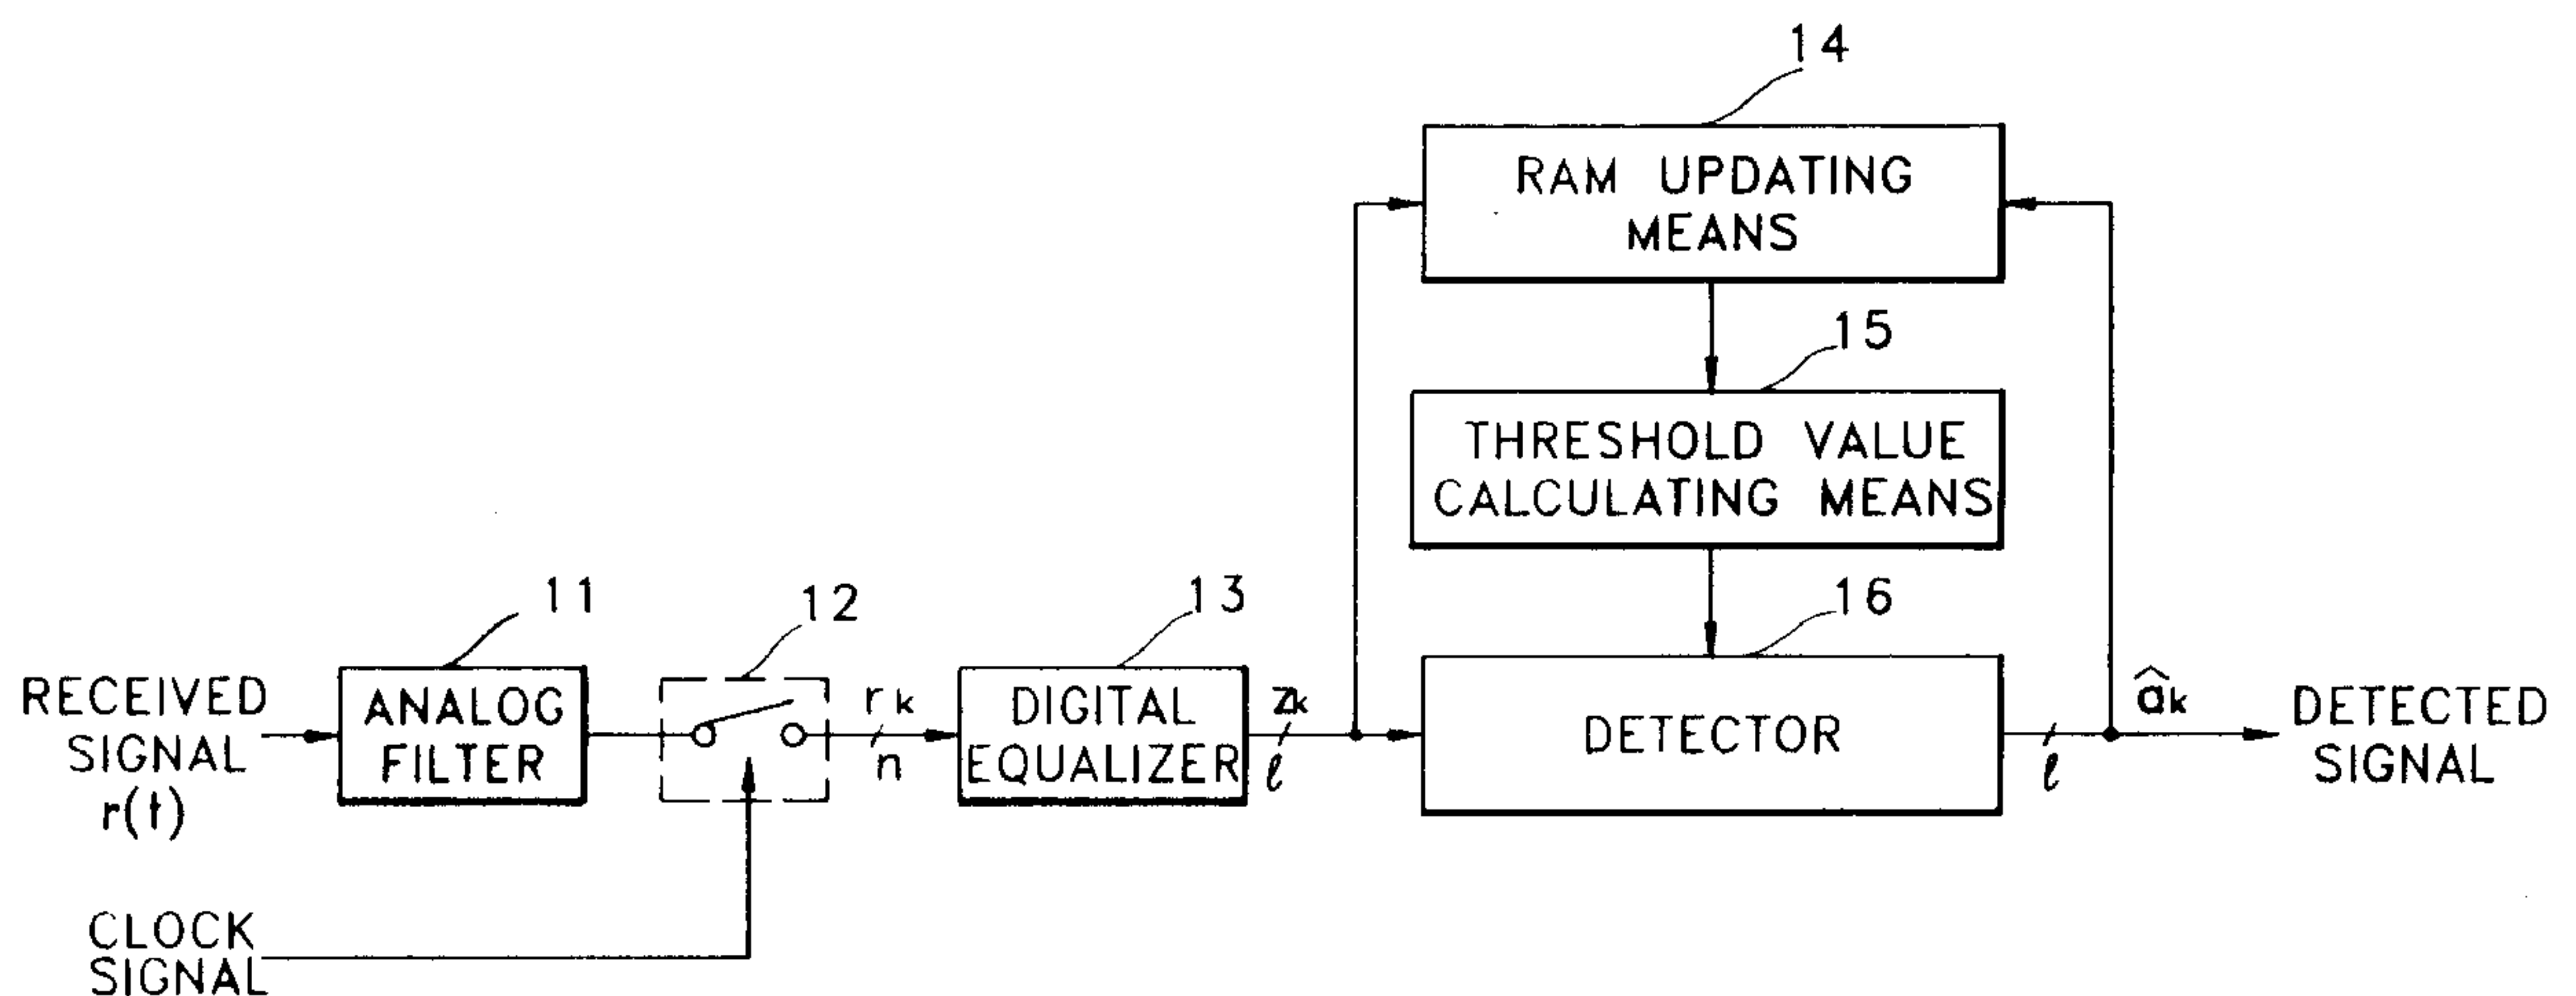 14
RAM UPDATING
MEANS
15
THRESHOLD VALUE
CALCULATING MEANS
11
12
13
16
RECEIVED
SIGNAL
r(t)
ANALOG
FILTER
rk
n
DIGITAL
EQUALIZER
zk
ℓ
DETECTOR
ℓ
âk
DETECTED
SIGNAL
CLOCK
SIGNAL